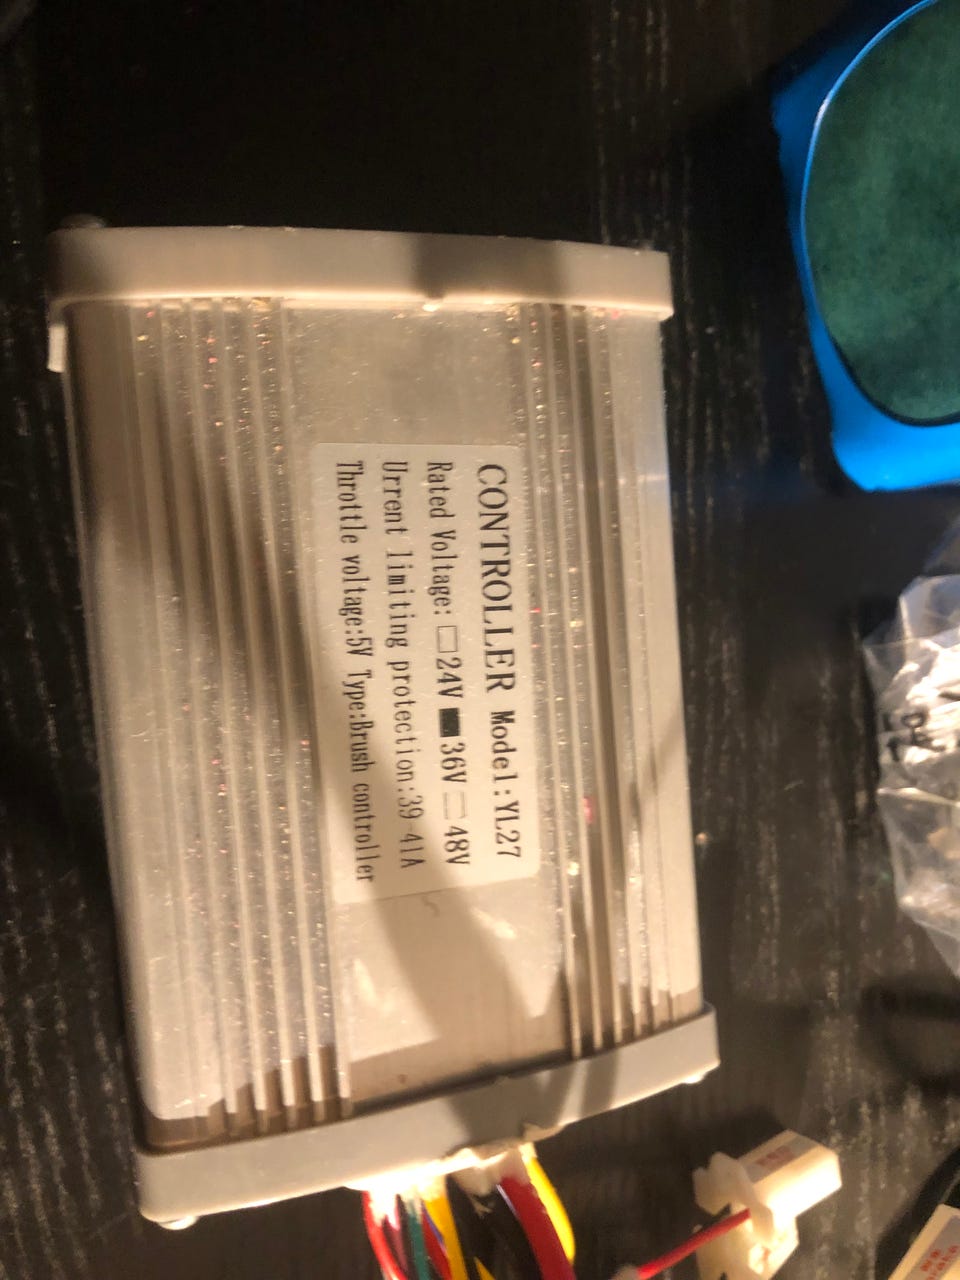 CONTROLLER Model:YL27
Rated Voltage: □24V ■36V □48V
Urrent limiting protection:39-41A
Throttle voltage:5V Type:Brush controller